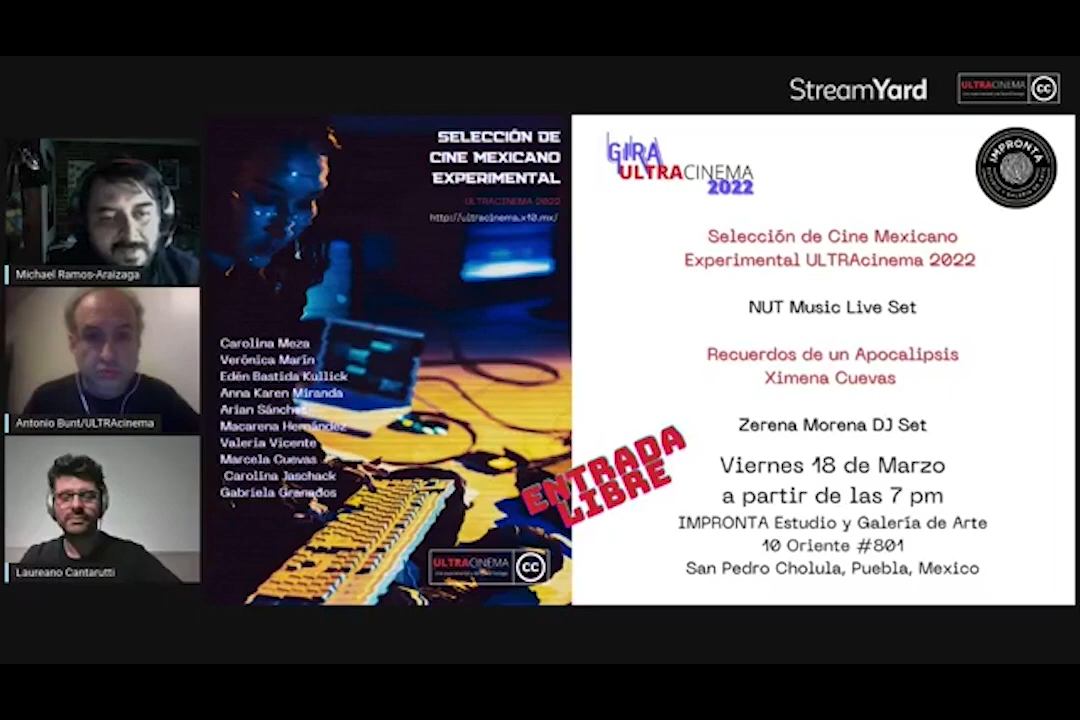 StreamYard
ULTRACINEMA
cc
Michael Ramos-Araizaga
Antonio Bunt/ULTRAcinema
Laureano Cantarutti
SELECCIÓN DE
CINE MEXICANO
EXPERIMENTAL
ULTRACINEMA 2022
http://ultracinema.x10.mx/
Carolina Meza
Verónica Marín
Edén Bastida Kullick
Anna Karen Miranda
Arian Sánchez
Macarena Hernández
Valeria Vicente
Marcela Cuevas
Carolina Jaschack
Gabriela Granados
ULTRACINEMA
cc
ENTRADA
LIBRE
GIRA
ULTRACINEMA
2022
IMPRONTA
Selección de Cine Mexicano
Experimental ULTRAcinema 2022
NUT Music Live Set
Recuerdos de un Apocalipsis
Ximena Cuevas
Zerena Morena DJ Set
Viernes 18 de Marzo
a partir de las 7 pm
IMPRONTA Estudio y Galería de Arte
10 Oriente #801
San Pedro Cholula, Puebla, Mexico